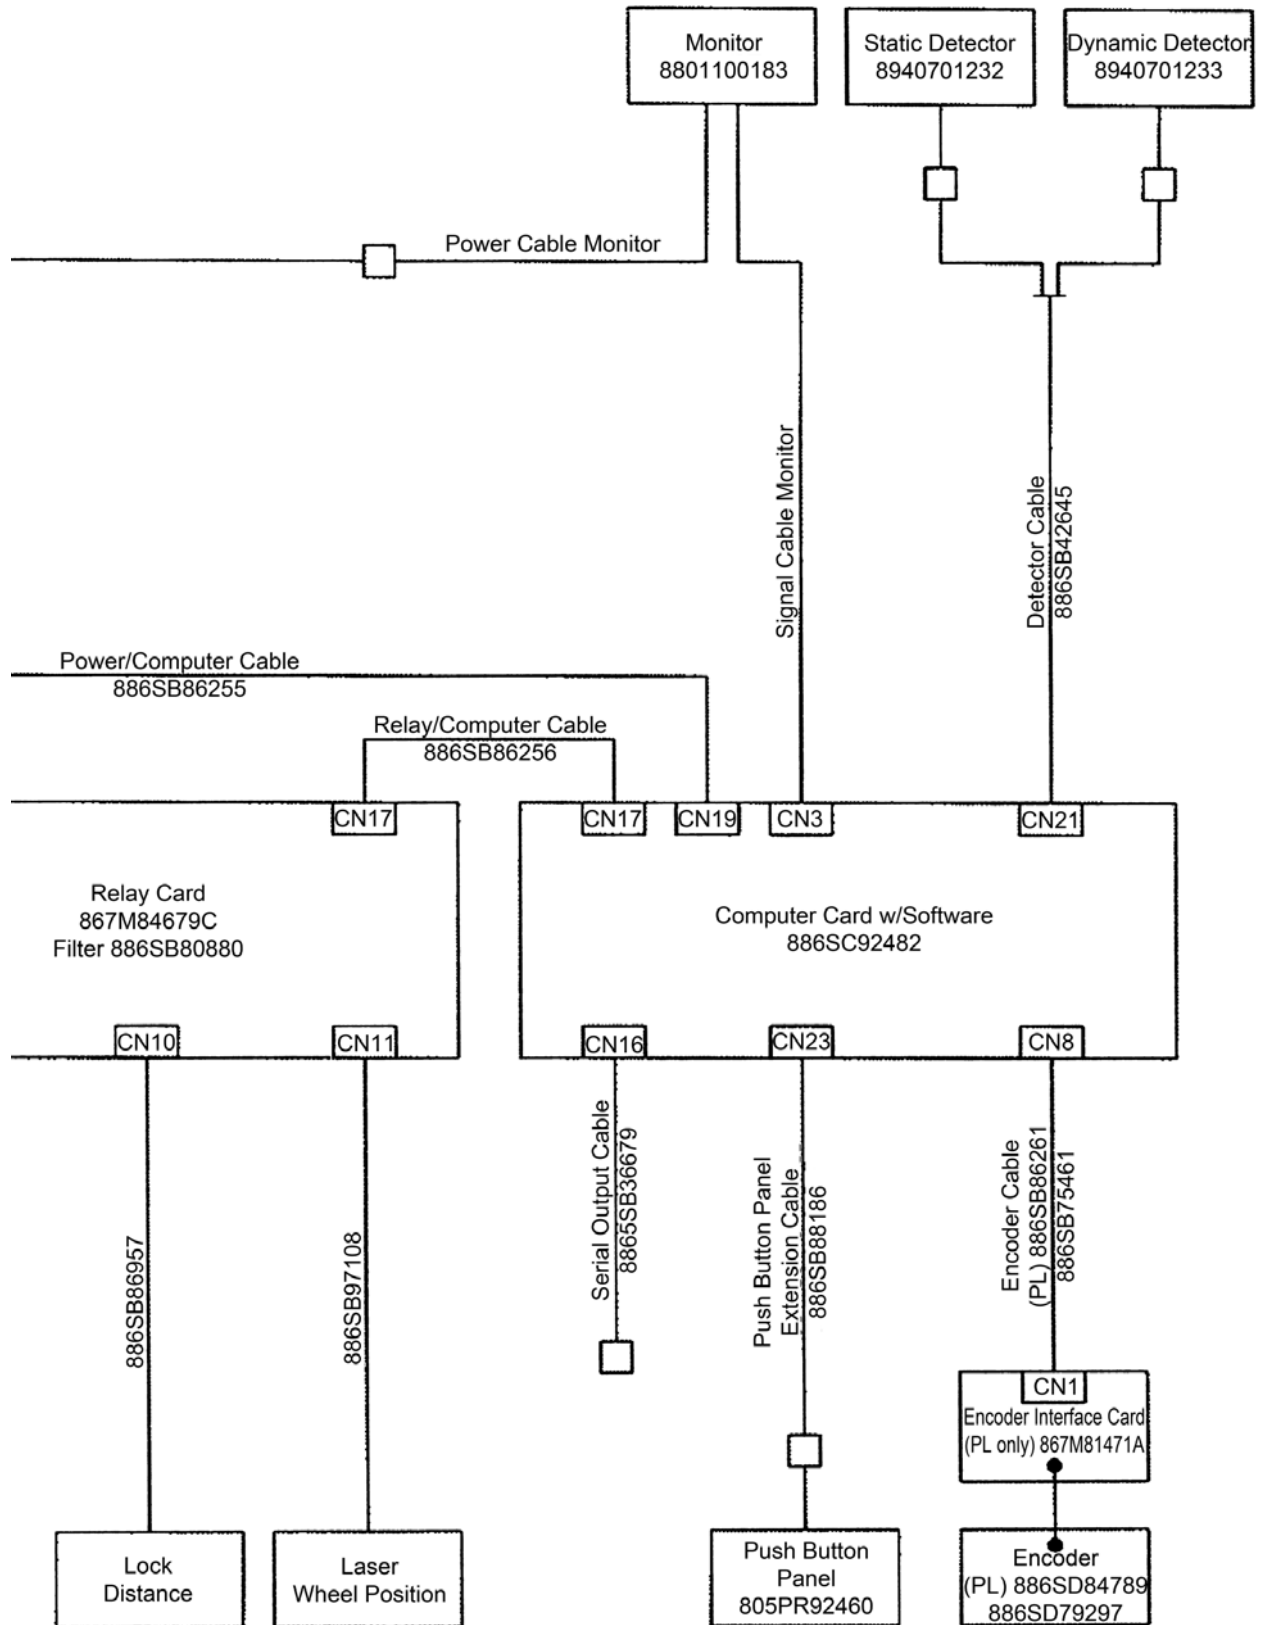 Monitor
8801100183
Static Detector
8940701232
Dynamic Detector
8940701233
Power Cable Monitor
Signal Cable Monitor
Detector Cable
886SB42645
Power/Computer Cable
886SB86255
Relay/Computer Cable
886SB86256
CN17
CN17
CN19
CN3
CN21
Relay Card
867M84679C
Filter 886SB80880
Computer Card w/Software
886SC92482
CN10
CN11
CN16
CN23
CN8
886SB86957
886SB97108
Serial Output Cable
8865SB36679
Push Button Panel
Extension Cable
886SB88186
Encoder Cable
(PL) 886SB86261
886SB75461
CN1
Encoder Interface Card
(PL only) 867M81471A
Lock
Distance
Laser
Wheel Position
Push Button
Panel
805PR92460
Encoder
(PL) 886SD84789
886SD79297